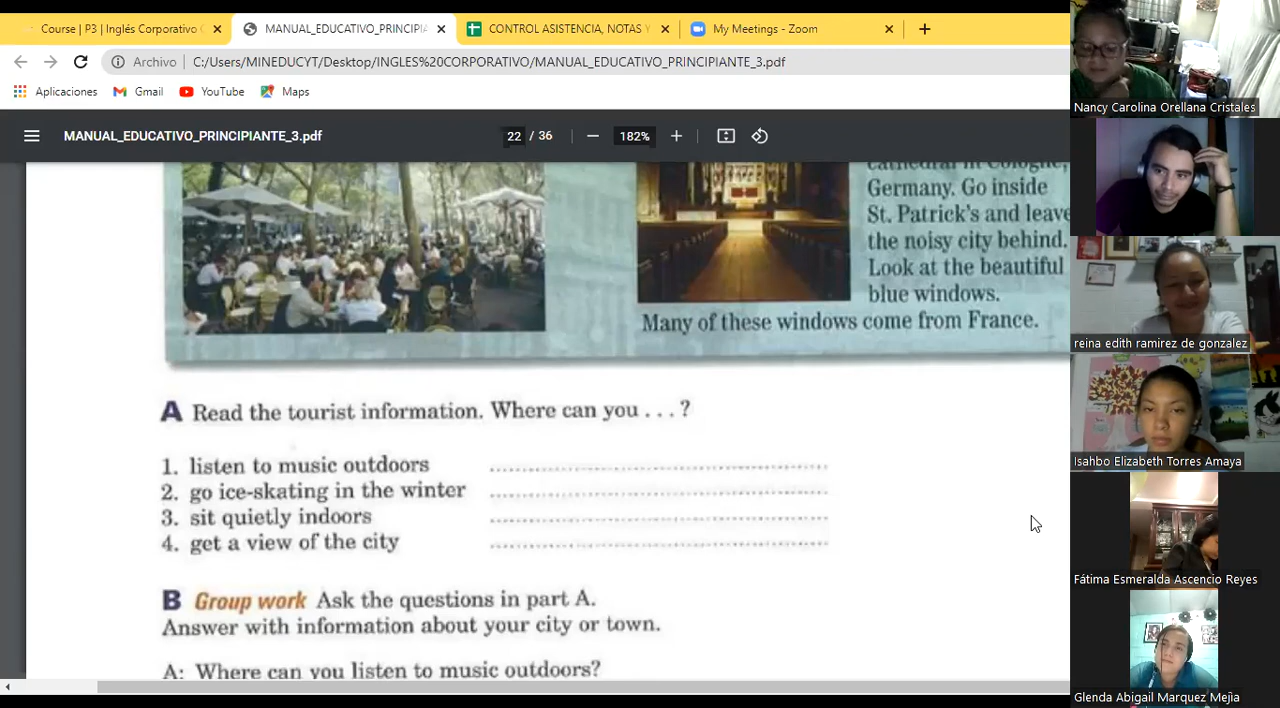 Course | P3 | Inglés Corporativo
MANUAL_EDUCATIVO_PRINCIPI
CONTROL ASISTENCIA, NOTAS Y
My Meetings - Zoom
Archivo
C:/Users/MINEDUCYT/Desktop/INGLES%20CORPORATIVO/MANUAL_EDUCATIVO_PRINCIPIANTE_3.pdf
Aplicaciones
Gmail
YouTube
Maps
MANUAL_EDUCATIVO_PRINCIPIANTE_3.pdf
22 / 36
182%
cathedral in Cologne,
Germany. Go inside
St. Patrick's and leave
the noisy city behind.
Look at the beautiful
blue windows.
Many of these windows come from France.
A Read the tourist information. Where can you . . . ?
1. listen to music outdoors
2. go ice-skating in the winter
3. sit quietly indoors
4. get a view of the city
B Group work Ask the questions in part A.
Answer with information about your city or town.
A: Where can you listen to music outdoors?
Nancy Carolina Orellana Cristales
reina edith ramirez de gonzalez
Isahbo Elizabeth Torres Amaya
Fátima Esmeralda Ascencio Reyes
Glenda Abigail Marquez Mejia